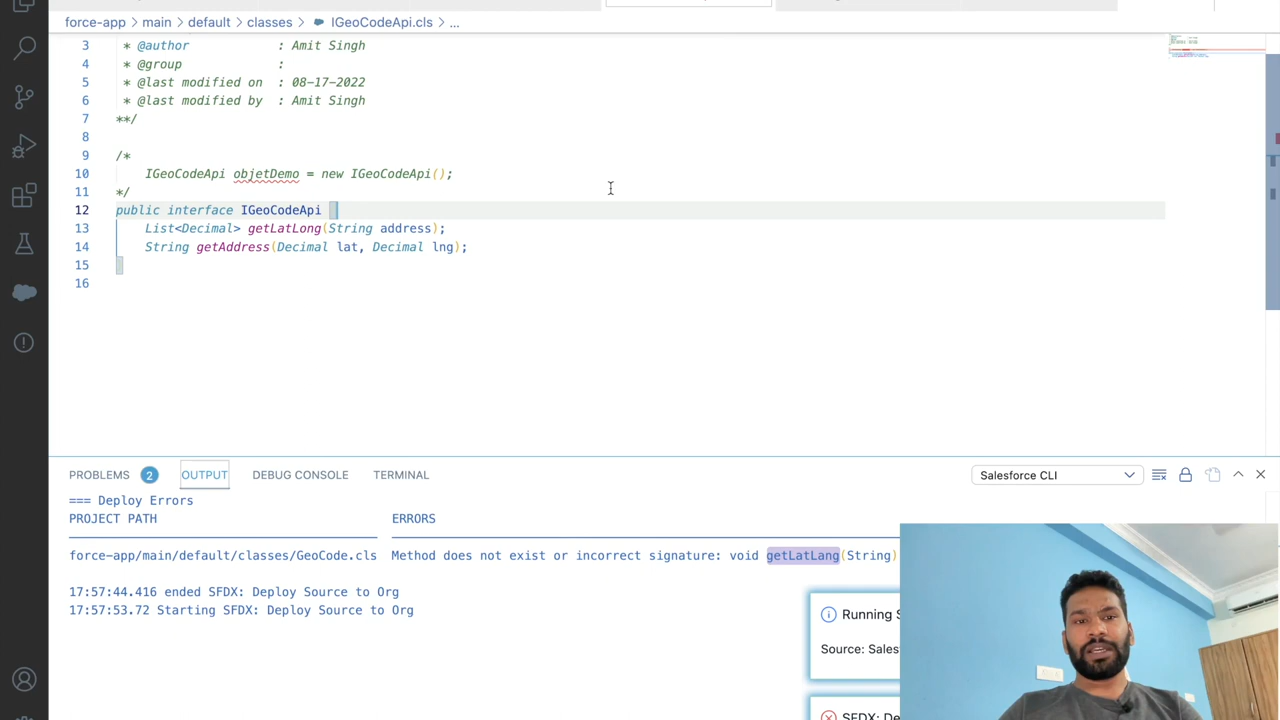 force-app > main > default > classes > IGeoCodeApi.cls > ...
3 * @author : Amit Singh
4 * @group :
5 * @last modified on : 08-17-2022
6 * @last modified by : Amit Singh
7 **/
8
9 /*
10 IGeoCodeApi objetDemo = new IGeoCodeApi();
11 */
12 public interface IGeoCodeApi {
13 List<Decimal> getLatLong(String address);
14 String getAddress(Decimal lat, Decimal lng);
15 }
16
PROBLEMS 2 OUTPUT DEBUG CONSOLE TERMINAL Salesforce CLI
=== Deploy Errors
PROJECT PATH ERRORS
force-app/main/default/classes/GeoCode.cls Method does not exist or incorrect signature: void getLatLang(String)
17:57:44.416 ended SFDX: Deploy Source to Org
17:57:53.72 Starting SFDX: Deploy Source to Org
Running
Source:
SFDX: